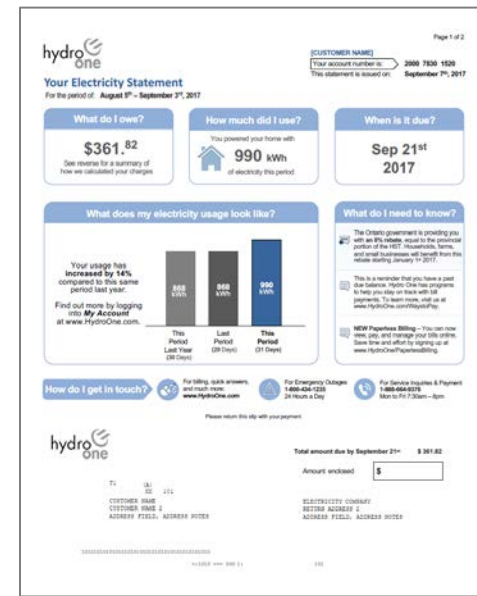 Page 1 of 2
hydro
one
[CUSTOMER NAME]
Your account number is: 2000 7830 1520
This statement is issued on: September 7th, 2017
Your Electricity Statement
For the period of: August 5th – September 3rd, 2017
What do I owe?
$361.82
See reverse for a summary of
how we calculated your charges
How much did I use?
You powered your home with
990 kWh
of electricity this period
When is it due?
Sep 21st
2017
What does my electricity usage look like?
Your usage has
increased by 14%
compared to this same
period last year.
Find out more by logging
into My Account
at www.HydroOne.com.
868
kWh
868
kWh
990
kWh
This
Period
Last Year
(30 Days)
Last
Period
(29 Days)
This
Period
(31 Days)
What do I need to know?
The Ontario government is providing you
with an 8% rebate, equal to the provincial
portion of the HST. Households, farms,
and small businesses will benefit from this
rebate starting January 1st 2017.
This is a reminder that you have a past
due balance. Hydro One has programs
to help you stay on track with bill
payments. To learn more, visit us at
www.HydroOne.com/WaystoPay.
NEW Paperless Billing – You can now
view, pay, and manage your bills online.
Save time and effort by signing up at
www.HydroOne/PaperlessBilling.
How do I get in touch?
For billing, quick answers,
and much more:
www.HydroOne.com
For Emergency Outages
1-800-434-1235
24 Hours a Day
For Service Inquiries & Payment
1-888-664-9376
Mon to Fri 7:30am – 8pm
Please return this slip with your payment.
hydro
one
Total amount due by September 21st $ 361.82
Amount enclosed $
CUSTOMER NAME
CUSTOMER NAME 2
ADDRESS FIELD, ADDRESS NOTES
ELECTRICITY COMPANY
RETURN ADDRESS 2
ADDRESS FIELD, ADDRESS NOTES